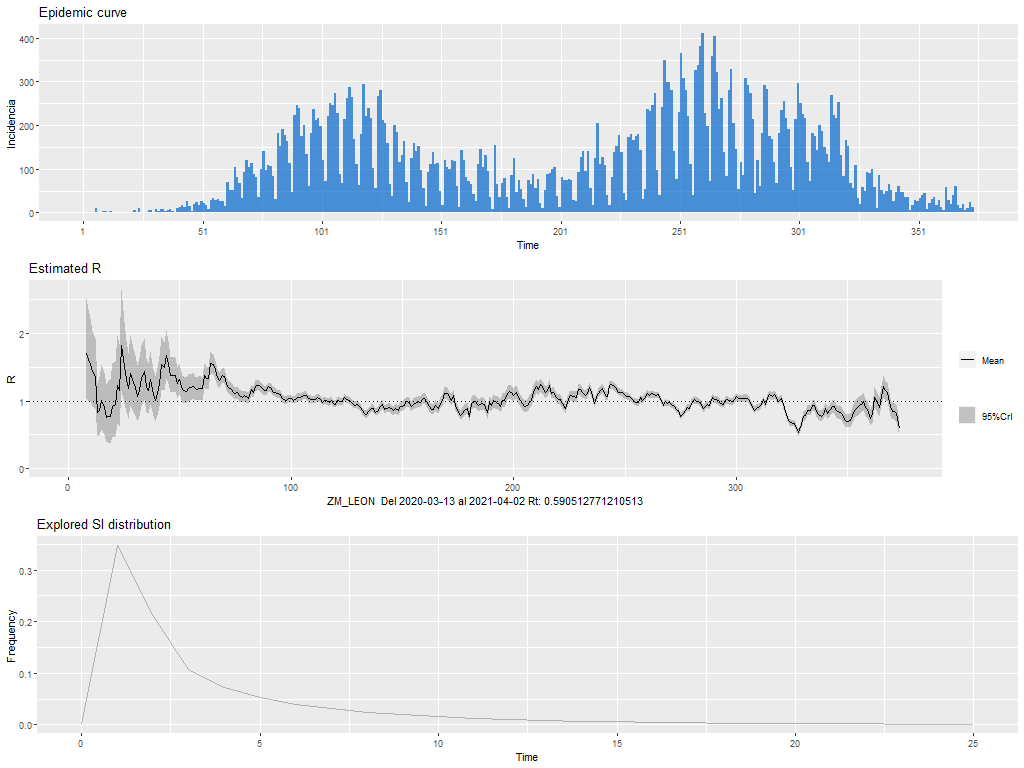 Epidemic curve
400
300
200
100
0
Incidencia
1 51 101 151 201 251 301 351
Time
Estimated R
2
1
0
R
Mean
95%CrI
0 100 200 300
ZM_LEON Del 2020-03-13 al 2021-04-02 Rt: 0.590512771210513
Explored SI distribution
0.3
0.2
0.1
0.0
Frequency
0 5 10 15 20 25
Time